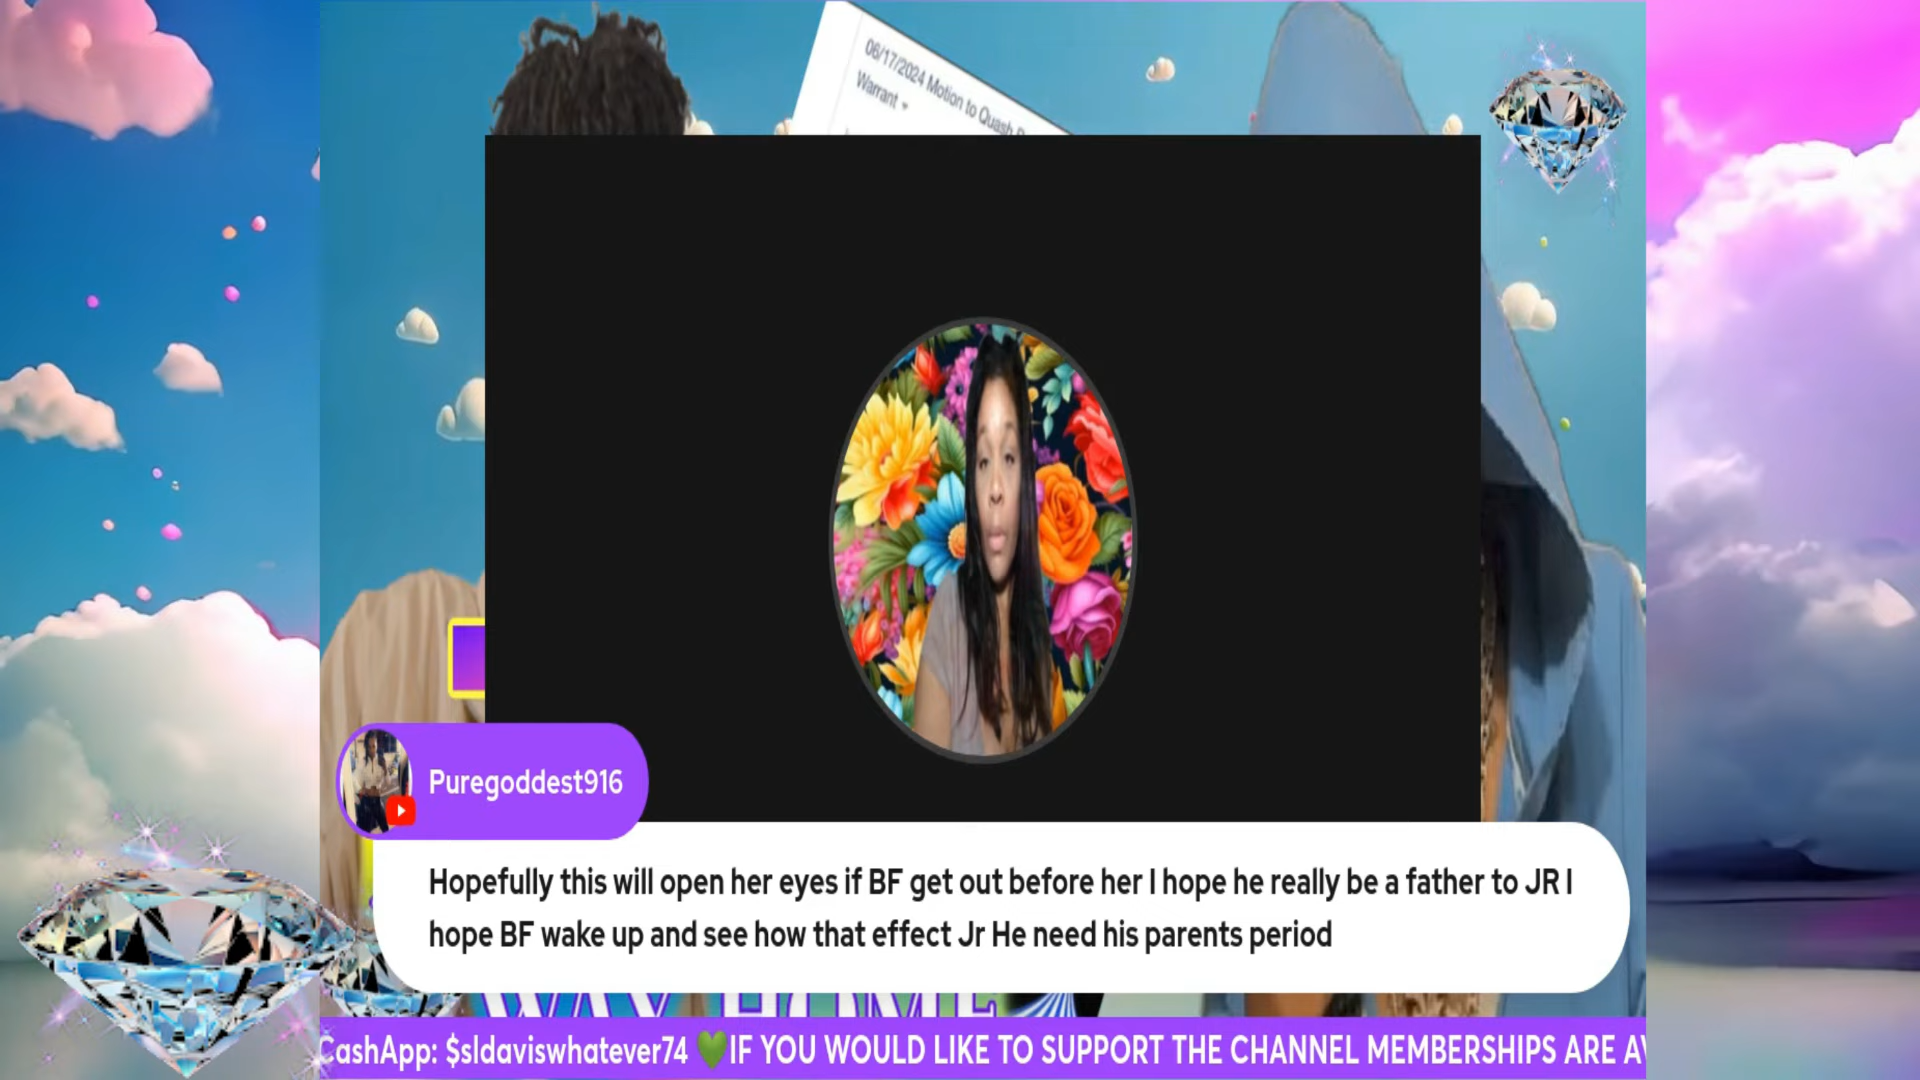 06/17/2024 Motion to Quash
Warrant
Puregoddest916
Hopefully this will open her eyes if BF get out before her I hope he really be a father to JR I
hope BF wake up and see how that effect Jr He need his parents period
WAY HOME
CashApp: $sldaviswhatever74 💚IF YOU WOULD LIKE TO SUPPORT THE CHANNEL MEMBERSHIPS ARE